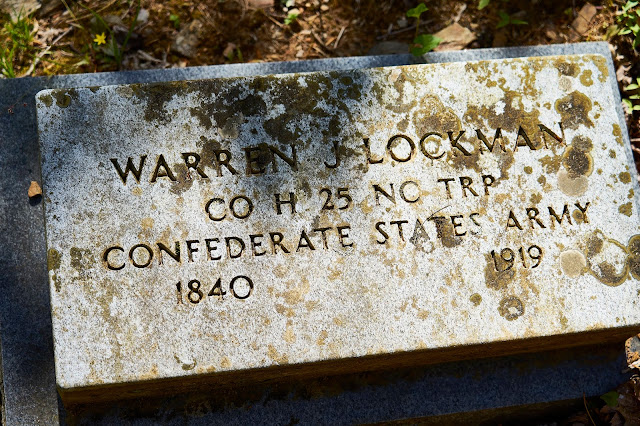 WARREN J LOCKMAN
CO H 25 NC TRP
CONFEDERATE STATES ARMY
1840 1919